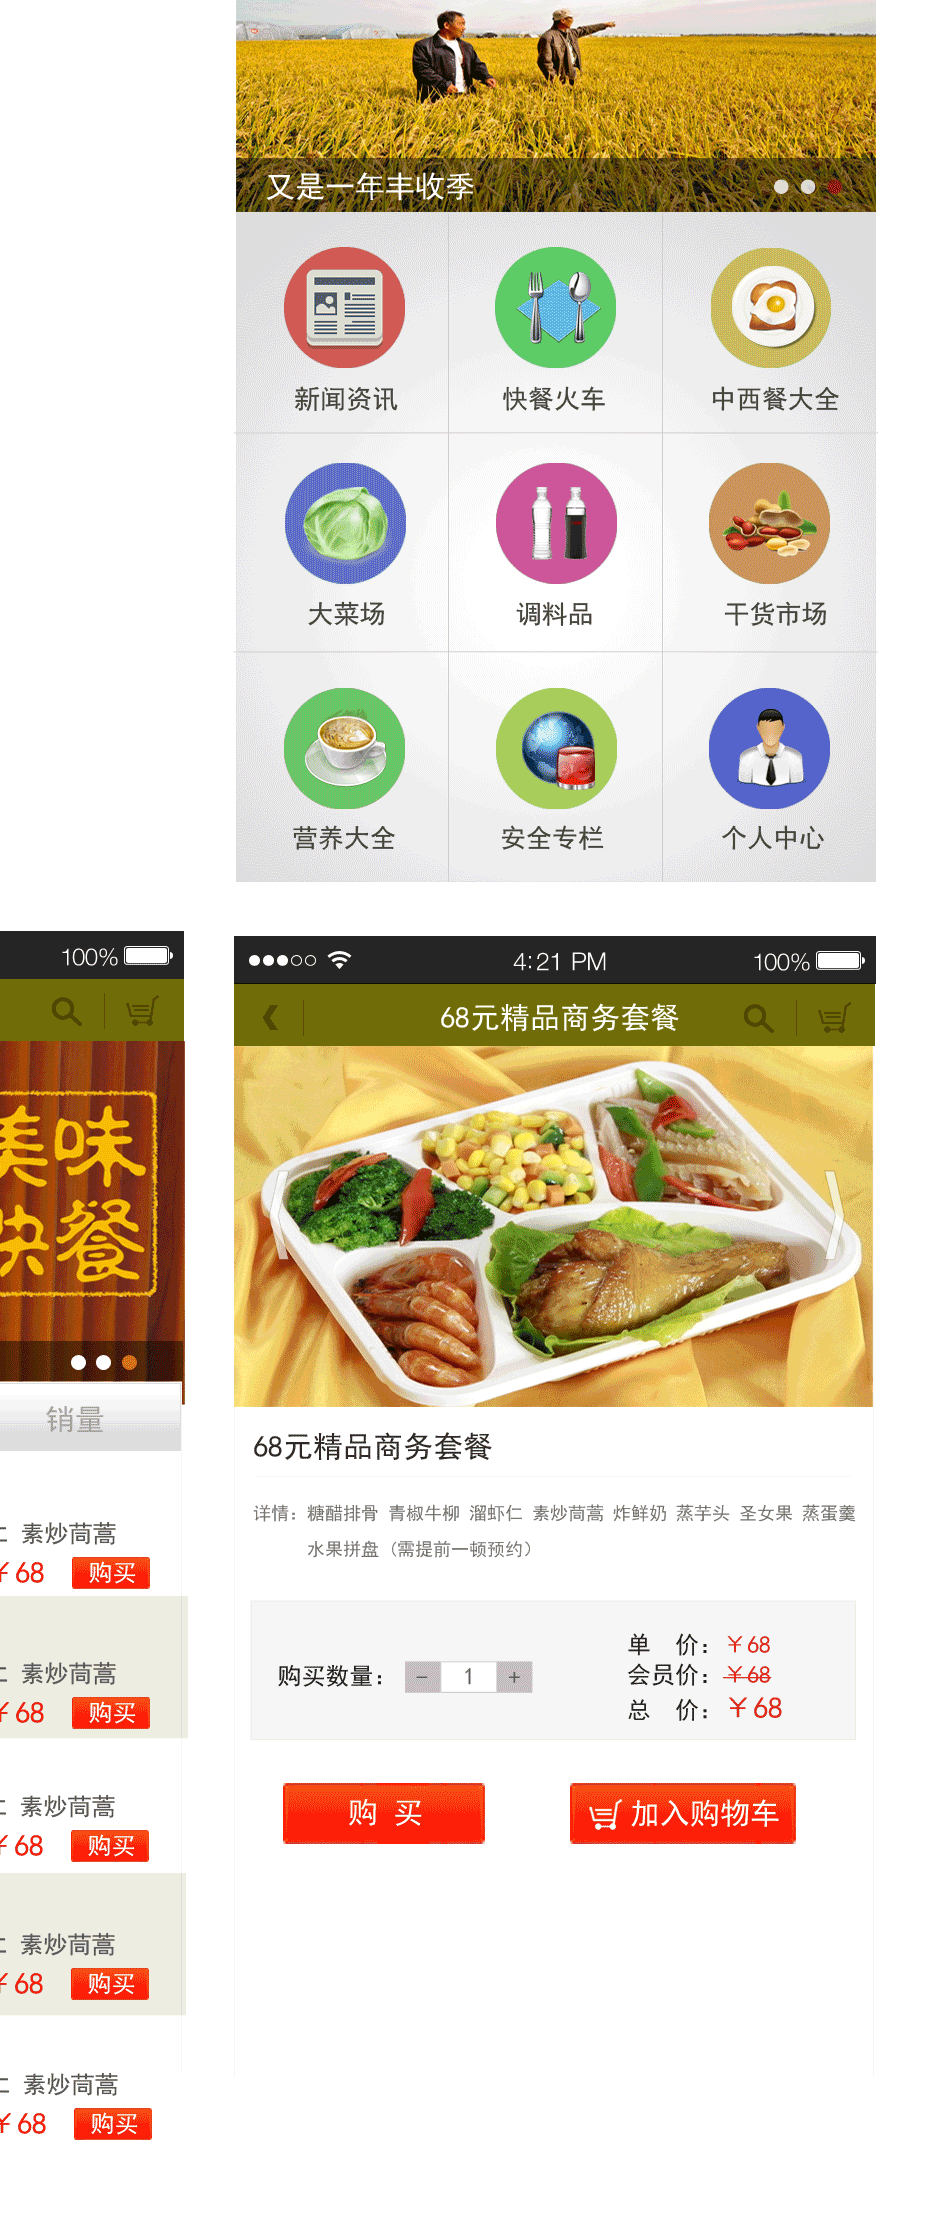 又是一年丰收季
新闻资讯 快餐火车 中西餐大全
大菜场 调料品 干货市场
营养大全 安全专栏 个人中心
100%
美味
快餐
销量
素炒茼蒿
￥68 购买
素炒茼蒿
￥68 购买
素炒茼蒿
￥68 购买
素炒茼蒿
￥68 购买
素炒茼蒿
￥68 购买
4:21 PM 100%
68元精品商务套餐
68元精品商务套餐
详情：糖醋排骨 青椒牛柳 溜虾仁 素炒茼蒿 炸鲜奶 蒸芋头 圣女果 蒸蛋羹
水果拼盘（需提前一顿预约）
购买数量： − 1 +
单 价：￥68
会员价：￥68
总 价：￥68
购 买 加入购物车